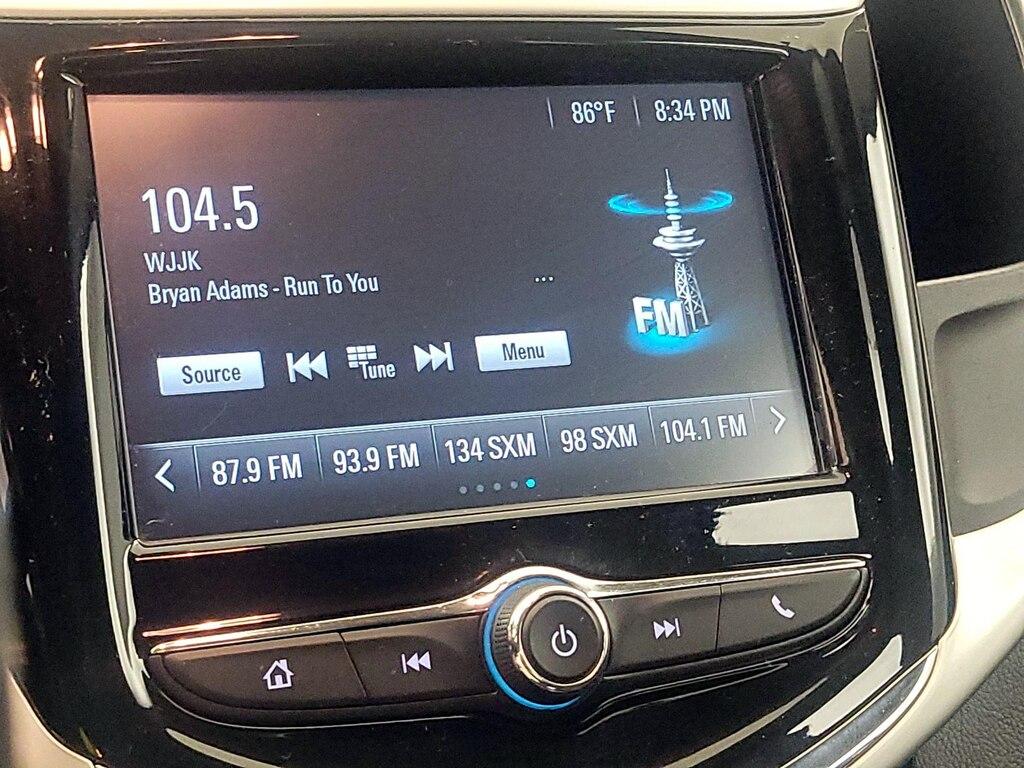 86°F 8:34 PM
104.5
WJJK
Bryan Adams - Run To You ...
FM
Source Tune Menu
87.9 FM 93.9 FM 134 SXM 98 SXM 104.1 FM